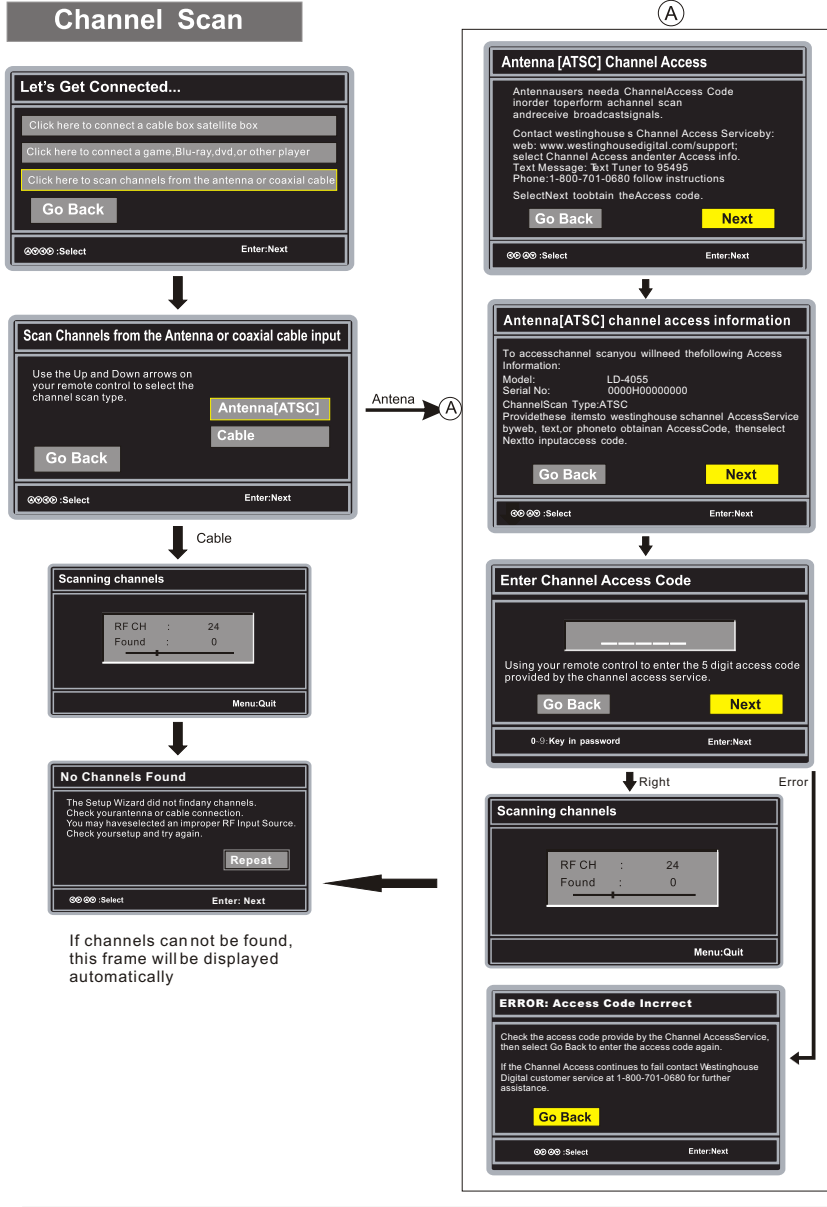 Channel Scan
Let's Get Connected...
Click here to connect a cable box satellite box
Click here to connect a game,Blu-ray,dvd,or other player
Click here to scan channels from the antenna or coaxial cable
Go Back
:Select Enter:Next
Scan Channels from the Antenna or coaxial cable input
Use the Up and Down arrows on
your remote control to select the
channel scan type.
Antenna[ATSC]
Cable
Go Back
:Select Enter:Next
Antena
A
Cable
Scanning channels
RF CH : 24
Found : 0
Menu:Quit
No Channels Found
The Setup Wizard did not findany channels.
Check yourantenna or cable connection.
You may haveselected an improper RF Input Source.
Check yoursetup and try again.
Repeat
:Select Enter: Next
If channels can not be found,
this frame will be displayed
automatically
A
Antenna [ATSC] Channel Access
Antennausers needa ChannelAccess Code
inorder toperform achannel scan
andreceive broadcastsignals.
Contact westinghouse s Channel Access Serviceby:
web: www.westinghousedigital.com/support;
select Channel Access andenter Access info.
Text Message: Text Tuner to 95495
Phone:1-800-701-0680 follow instructions
SelectNext toobtain theAccess code.
Go Back Next
:Select Enter:Next
Antenna[ATSC] channel access information
To accesschannel scanyou willneed thefollowing Access
Information:
Model: LD-4055
Serial No: 0000H00000000
ChannelScan Type:ATSC
Providethese itemsto westinghouse schannel AccessService
byweb, text,or phoneto obtainan AccessCode, thenselect
Nextto inputaccess code.
Go Back Next
:Select Enter:Next
Enter Channel Access Code
_ _ _ _ _
Using your remote control to enter the 5 digit access code
provided by the channel access service.
Go Back Next
0~9:Key in password Enter:Next
Right Error
Scanning channels
RF CH : 24
Found : 0
Menu:Quit
ERROR: Access Code Incrrect
Check the access code provide by the Channel AccessService,
then select Go Back to enter the access code again.
If the Channel Access continues to fail contact Westinghouse
Digital customer service at 1-800-701-0680 for further
assistance.
Go Back
:Select Enter:Next